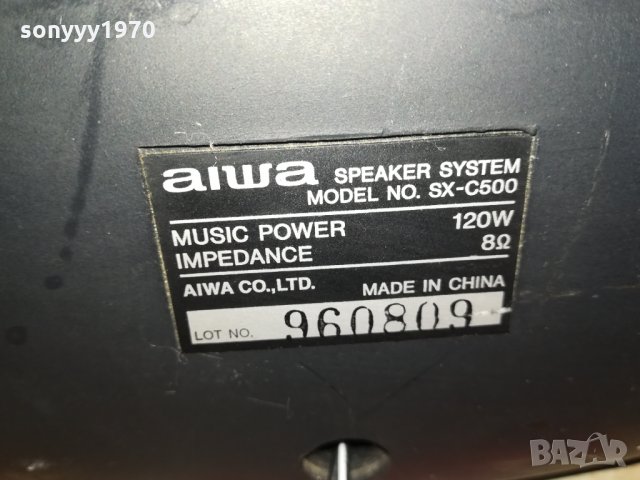 sonyyy1970
aiwa SPEAKER SYSTEM
MODEL NO. SX-C500
MUSIC POWER 120W
IMPEDANCE 8Ω
AIWA CO.,LTD. MADE IN CHINA
LOT NO. 960809
BAZAR